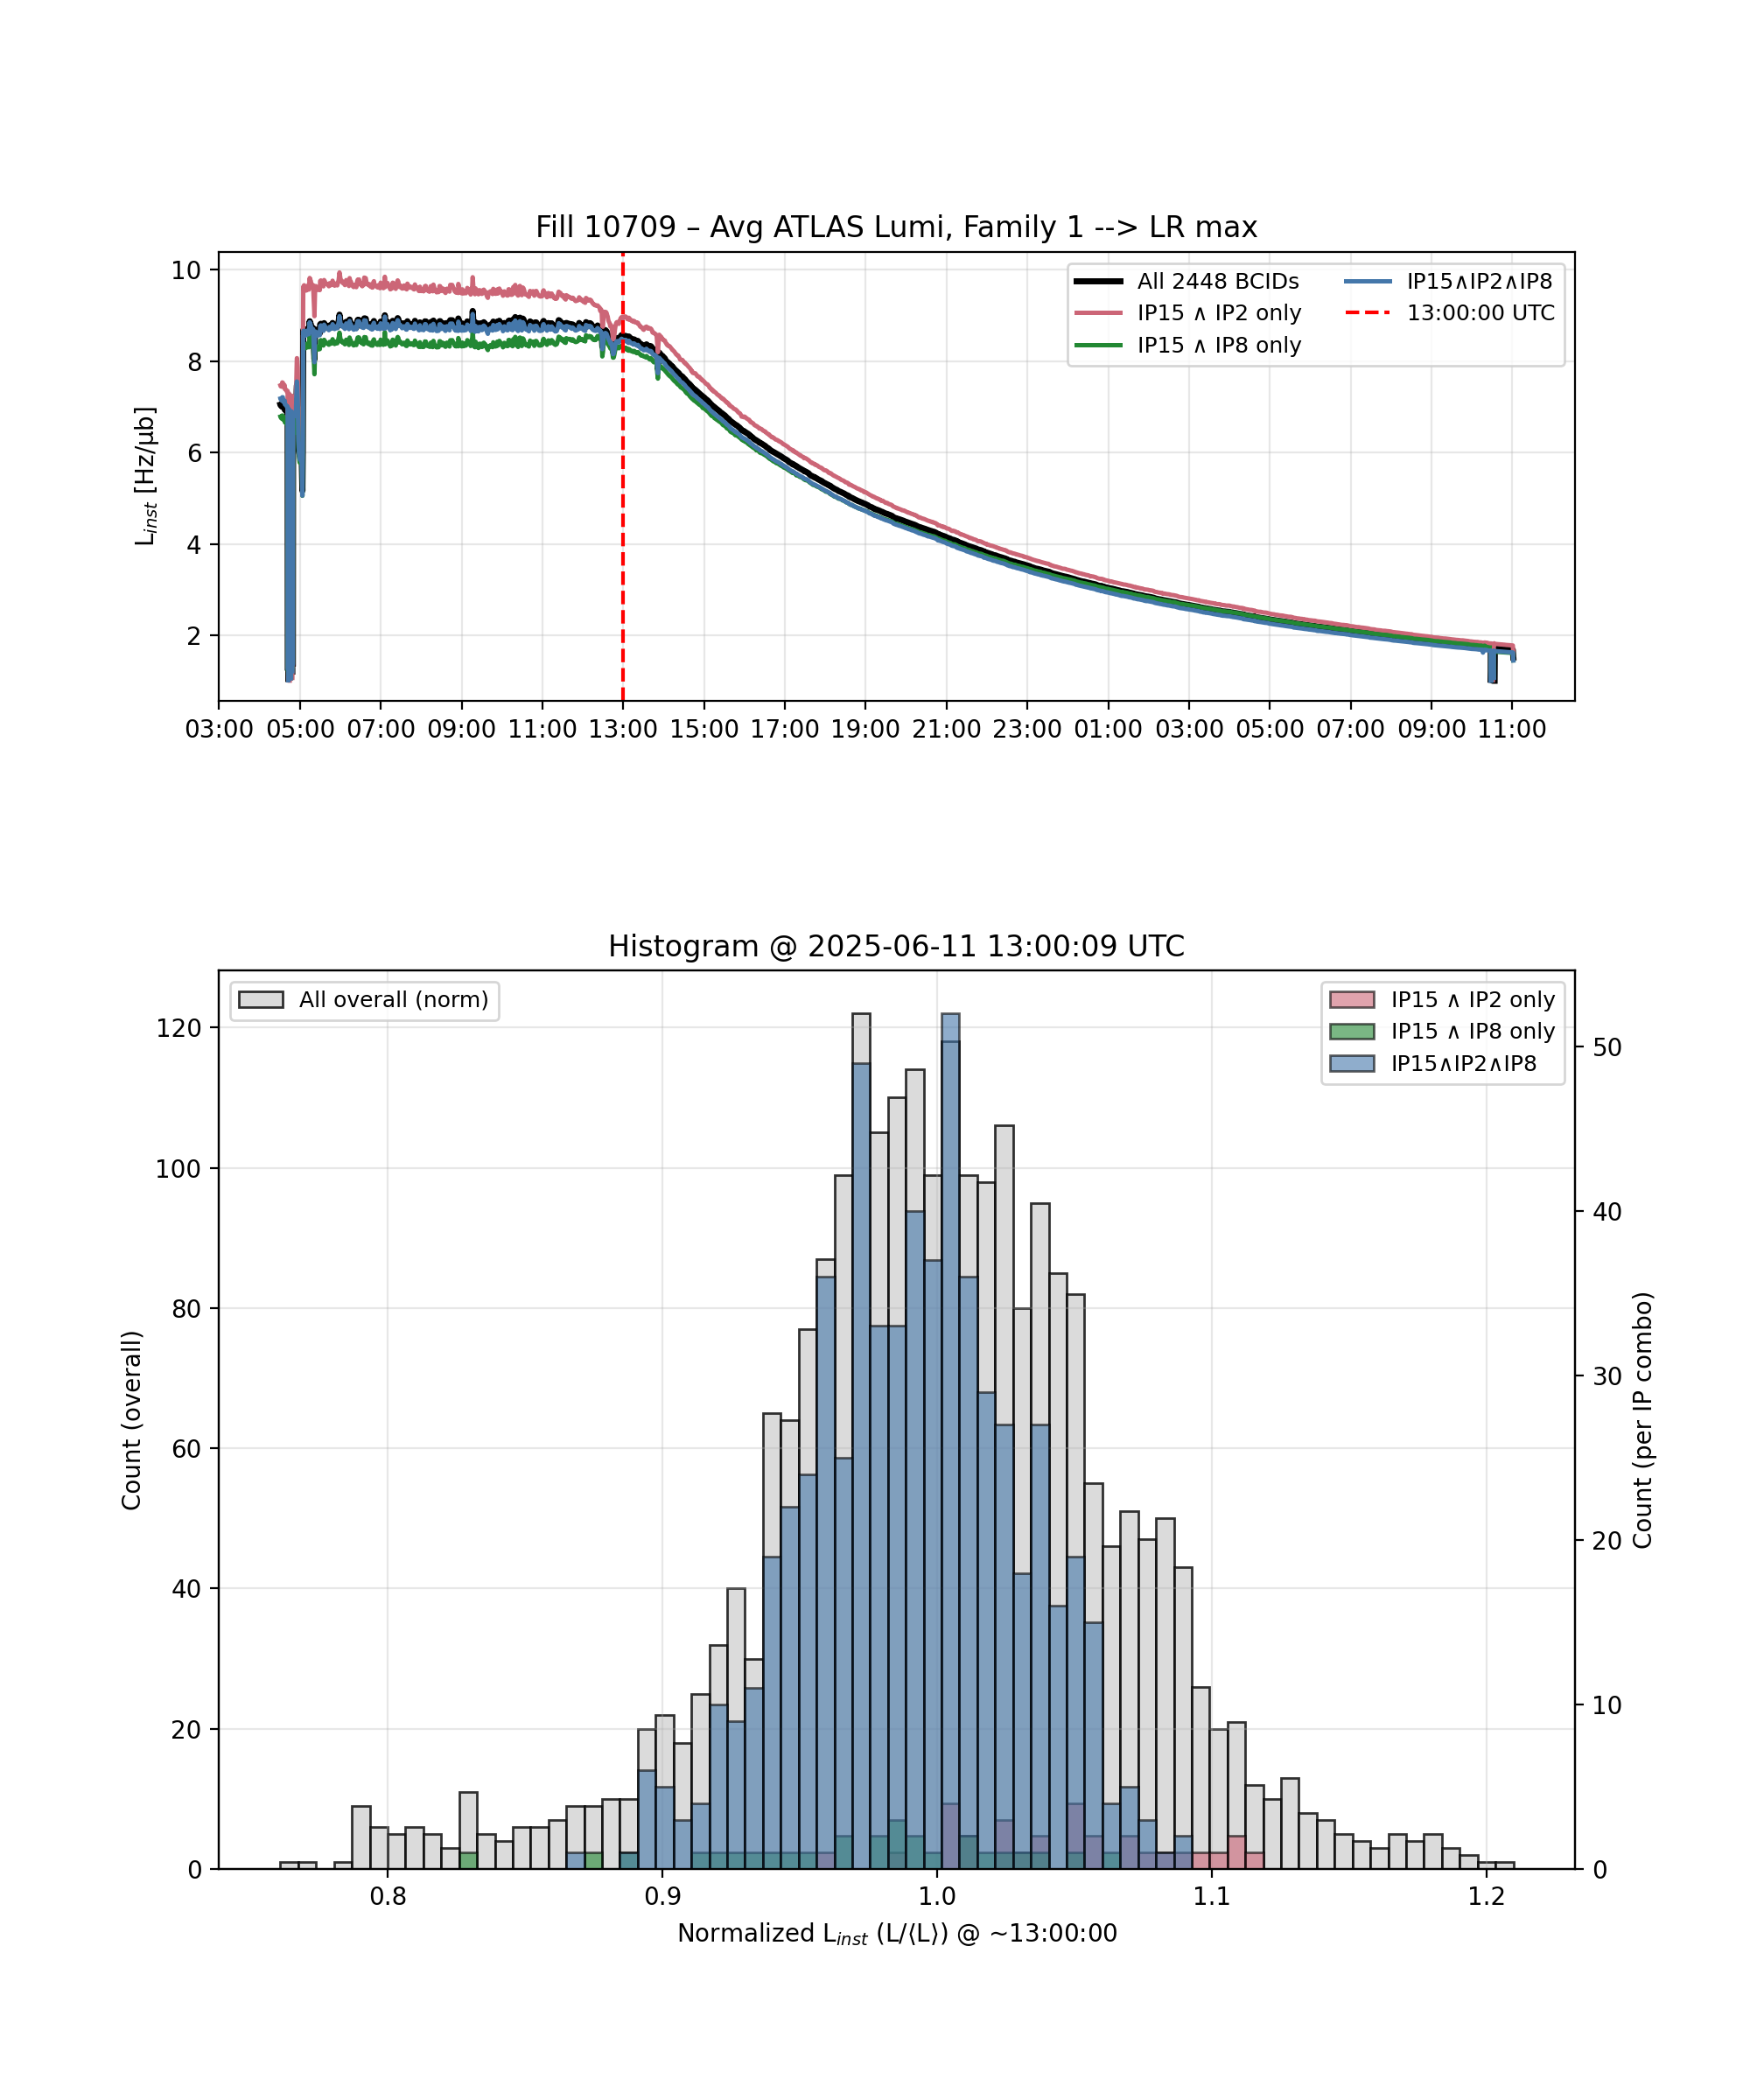 Fill 10709 – Avg ATLAS Lumi, Family 1 --> LR max
L_inst [Hz/μb]
10
8
6
4
2
All 2448 BCIDs
IP15 ∧ IP2 only
IP15 ∧ IP8 only
IP15∧IP2∧IP8
13:00:00 UTC
03:00 05:00 07:00 09:00 11:00 13:00 15:00 17:00 19:00 21:00 23:00 01:00 03:00 05:00 07:00 09:00 11:00
Histogram @ 2025-06-11 13:00:09 UTC
Count (overall)
120
100
80
60
40
20
0
All overall (norm)
IP15 ∧ IP2 only
IP15 ∧ IP8 only
IP15∧IP2∧IP8
50
40
30
20
10
0
Count (per IP combo)
0.8 0.9 1.0 1.1 1.2
Normalized L_inst (L/⟨L⟩) @ ~13:00:00